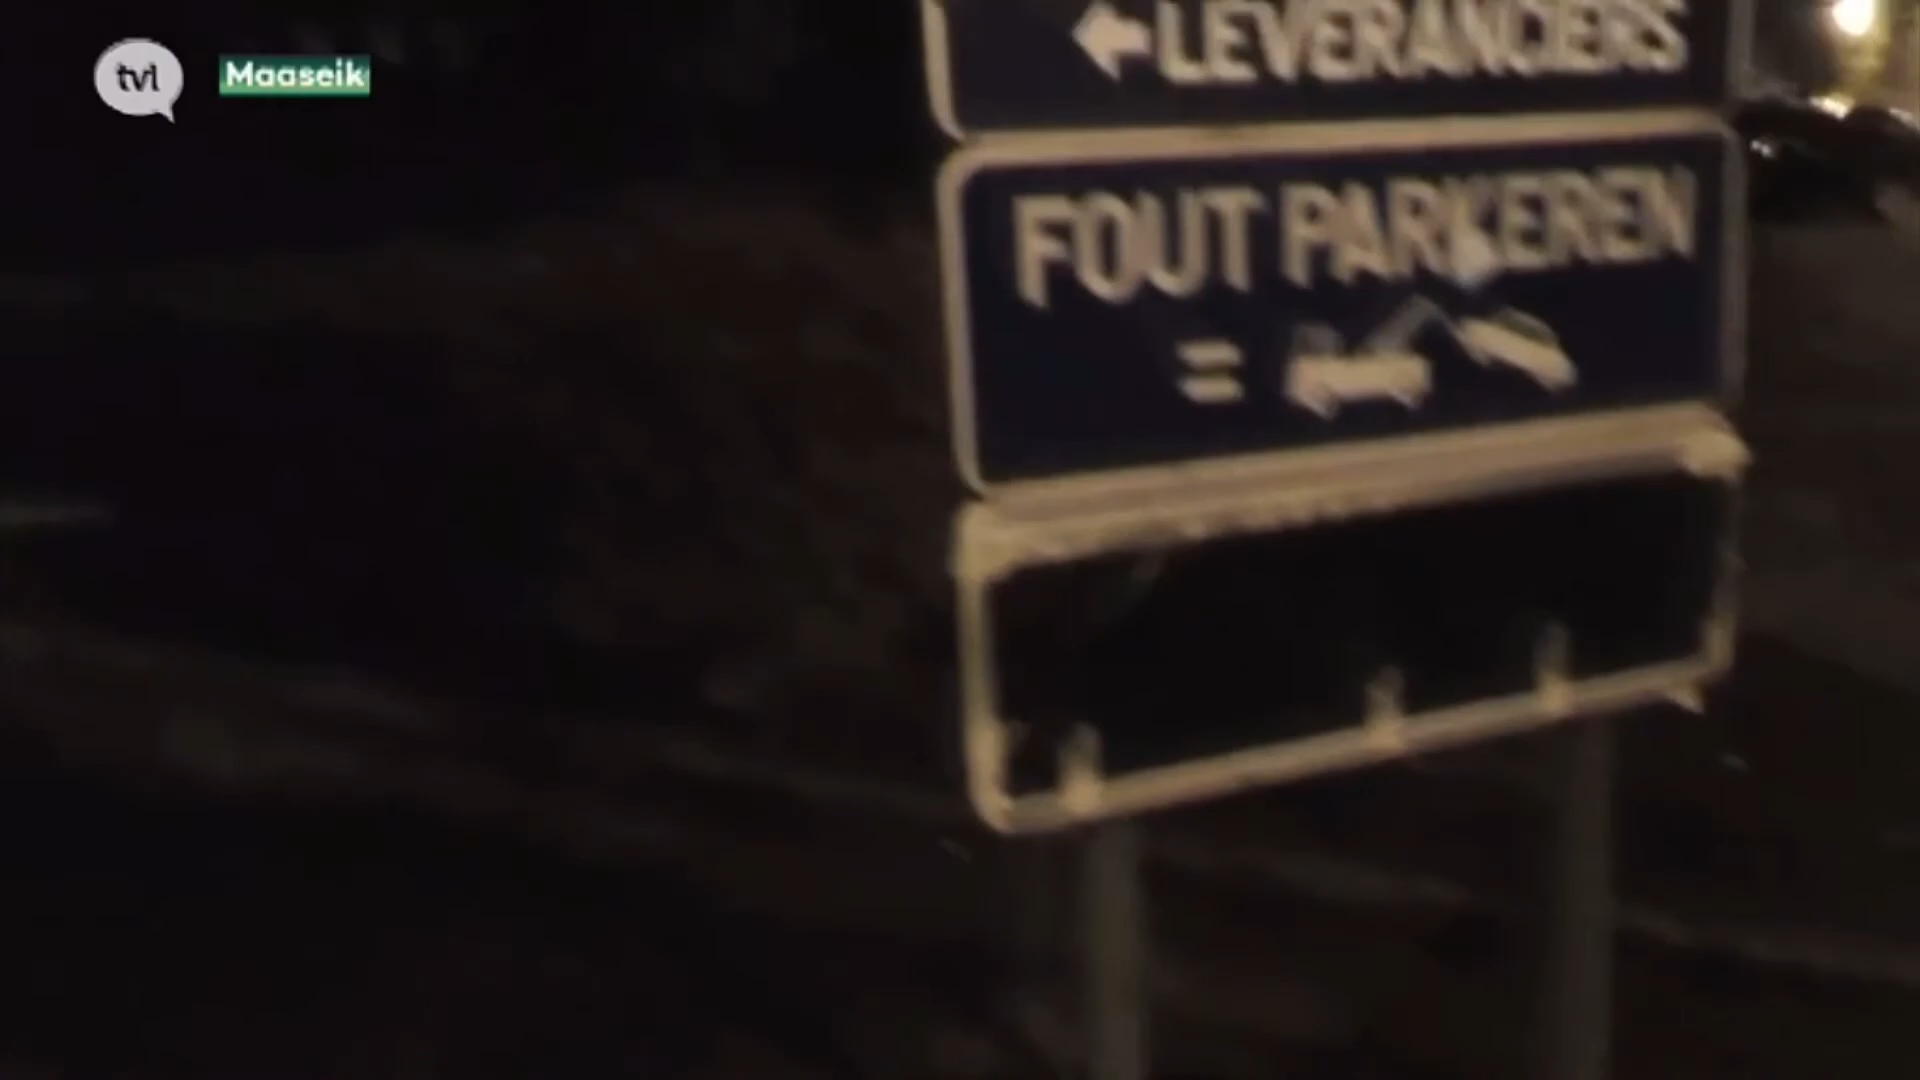 tvl
Maaseik
←LEVERANCIERS
FOUT PARKEREN
=